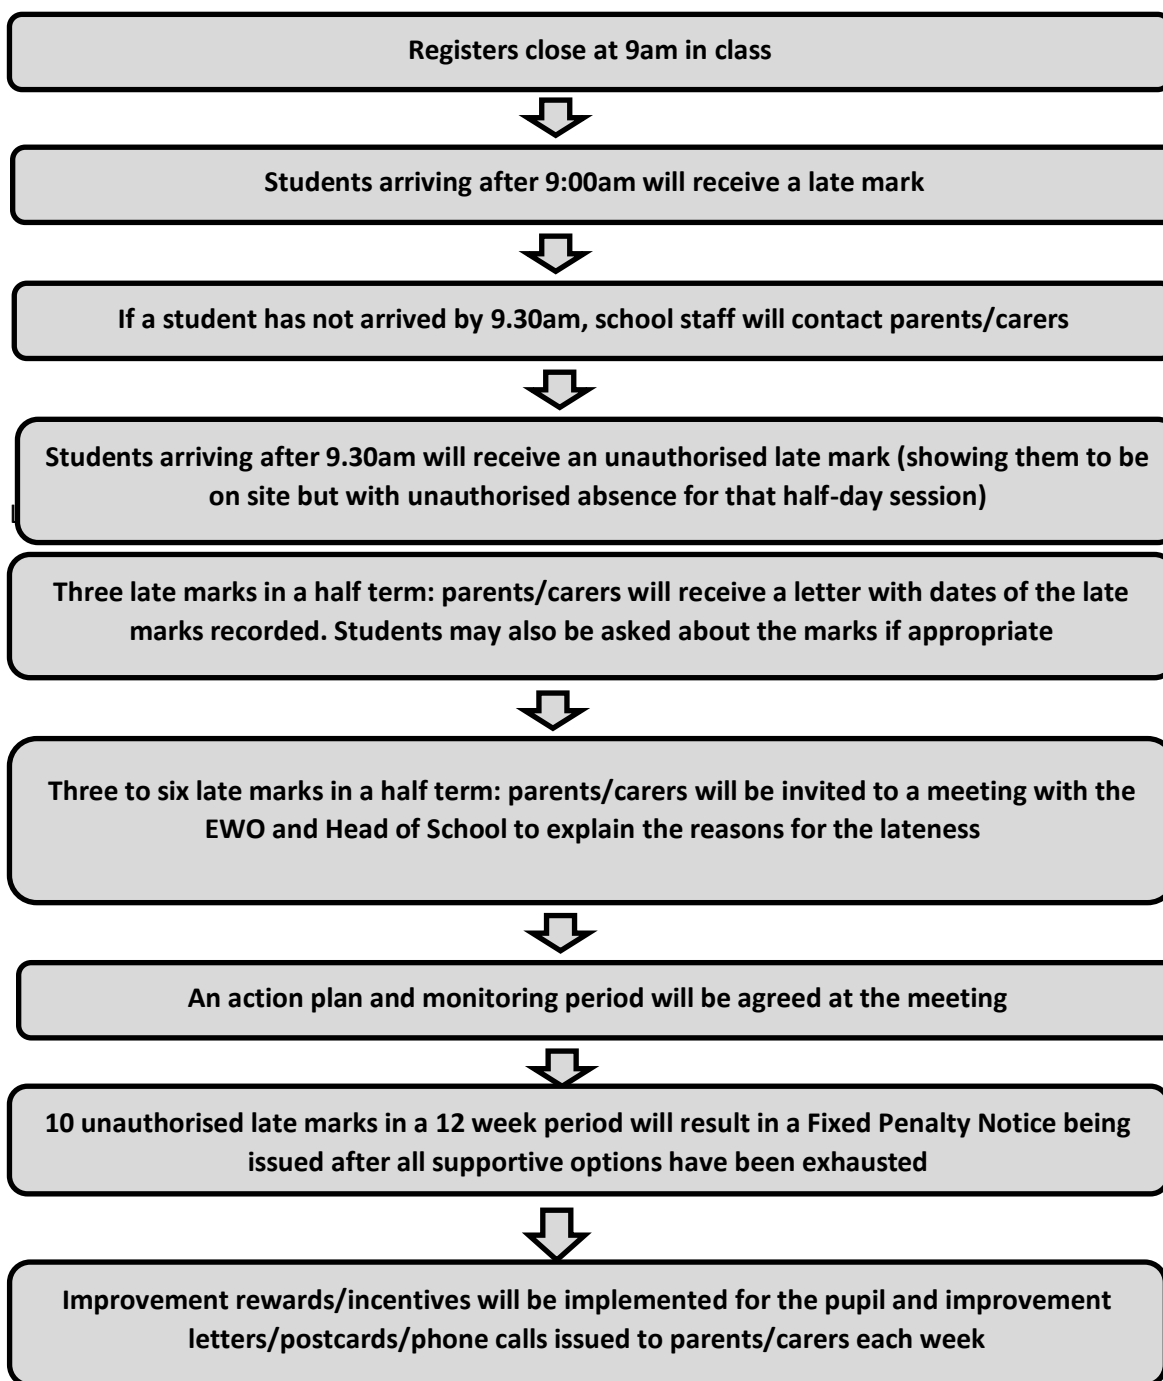 Registers close at 9am in class
Students arriving after 9:00am will receive a late mark
If a student has not arrived by 9.30am, school staff will contact parents/carers
Students arriving after 9.30am will receive an unauthorised late mark (showing them to be
on site but with unauthorised absence for that half-day session)
Three late marks in a half term: parents/carers will receive a letter with dates of the late
marks recorded. Students may also be asked about the marks if appropriate
Three to six late marks in a half term: parents/carers will be invited to a meeting with the
EWO and Head of School to explain the reasons for the lateness
An action plan and monitoring period will be agreed at the meeting
10 unauthorised late marks in a 12 week period will result in a Fixed Penalty Notice being
issued after all supportive options have been exhausted
Improvement rewards/incentives will be implemented for the pupil and improvement
letters/postcards/phone calls issued to parents/carers each week